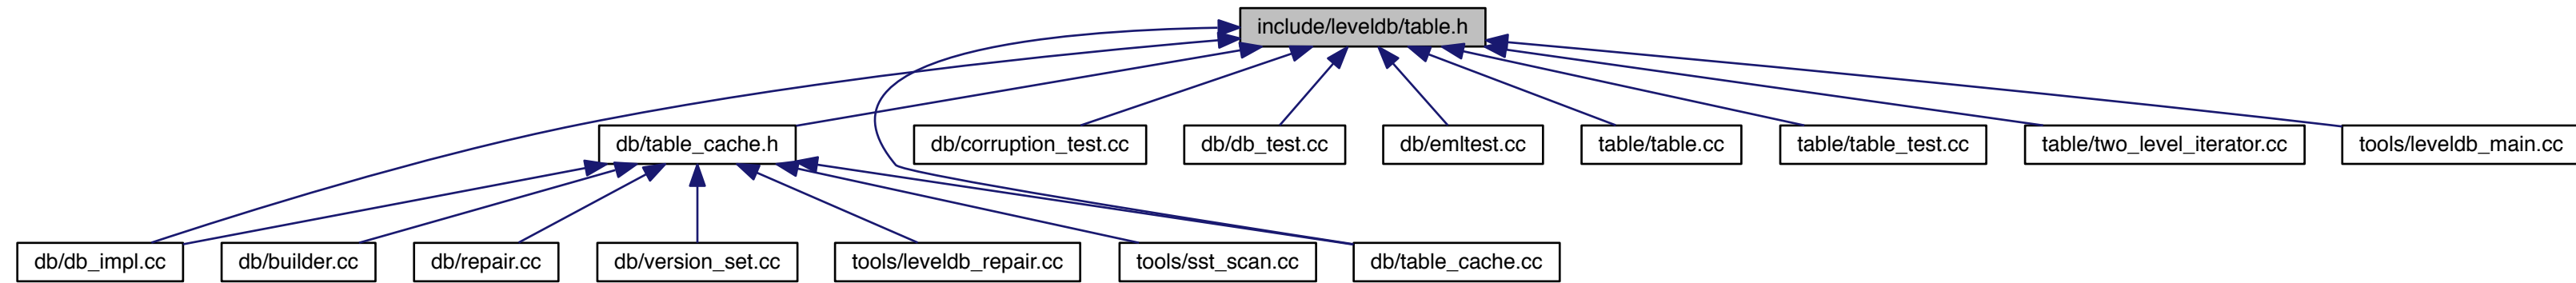 include/leveldb/table.h
db/table_cache.h
db/corruption_test.cc
db/db_test.cc
db/emltest.cc
table/table.cc
table/table_test.cc
table/two_level_iterator.cc
tools/leveldb_main.cc
db/db_impl.cc
db/builder.cc
db/repair.cc
db/version_set.cc
tools/leveldb_repair.cc
tools/sst_scan.cc
db/table_cache.cc